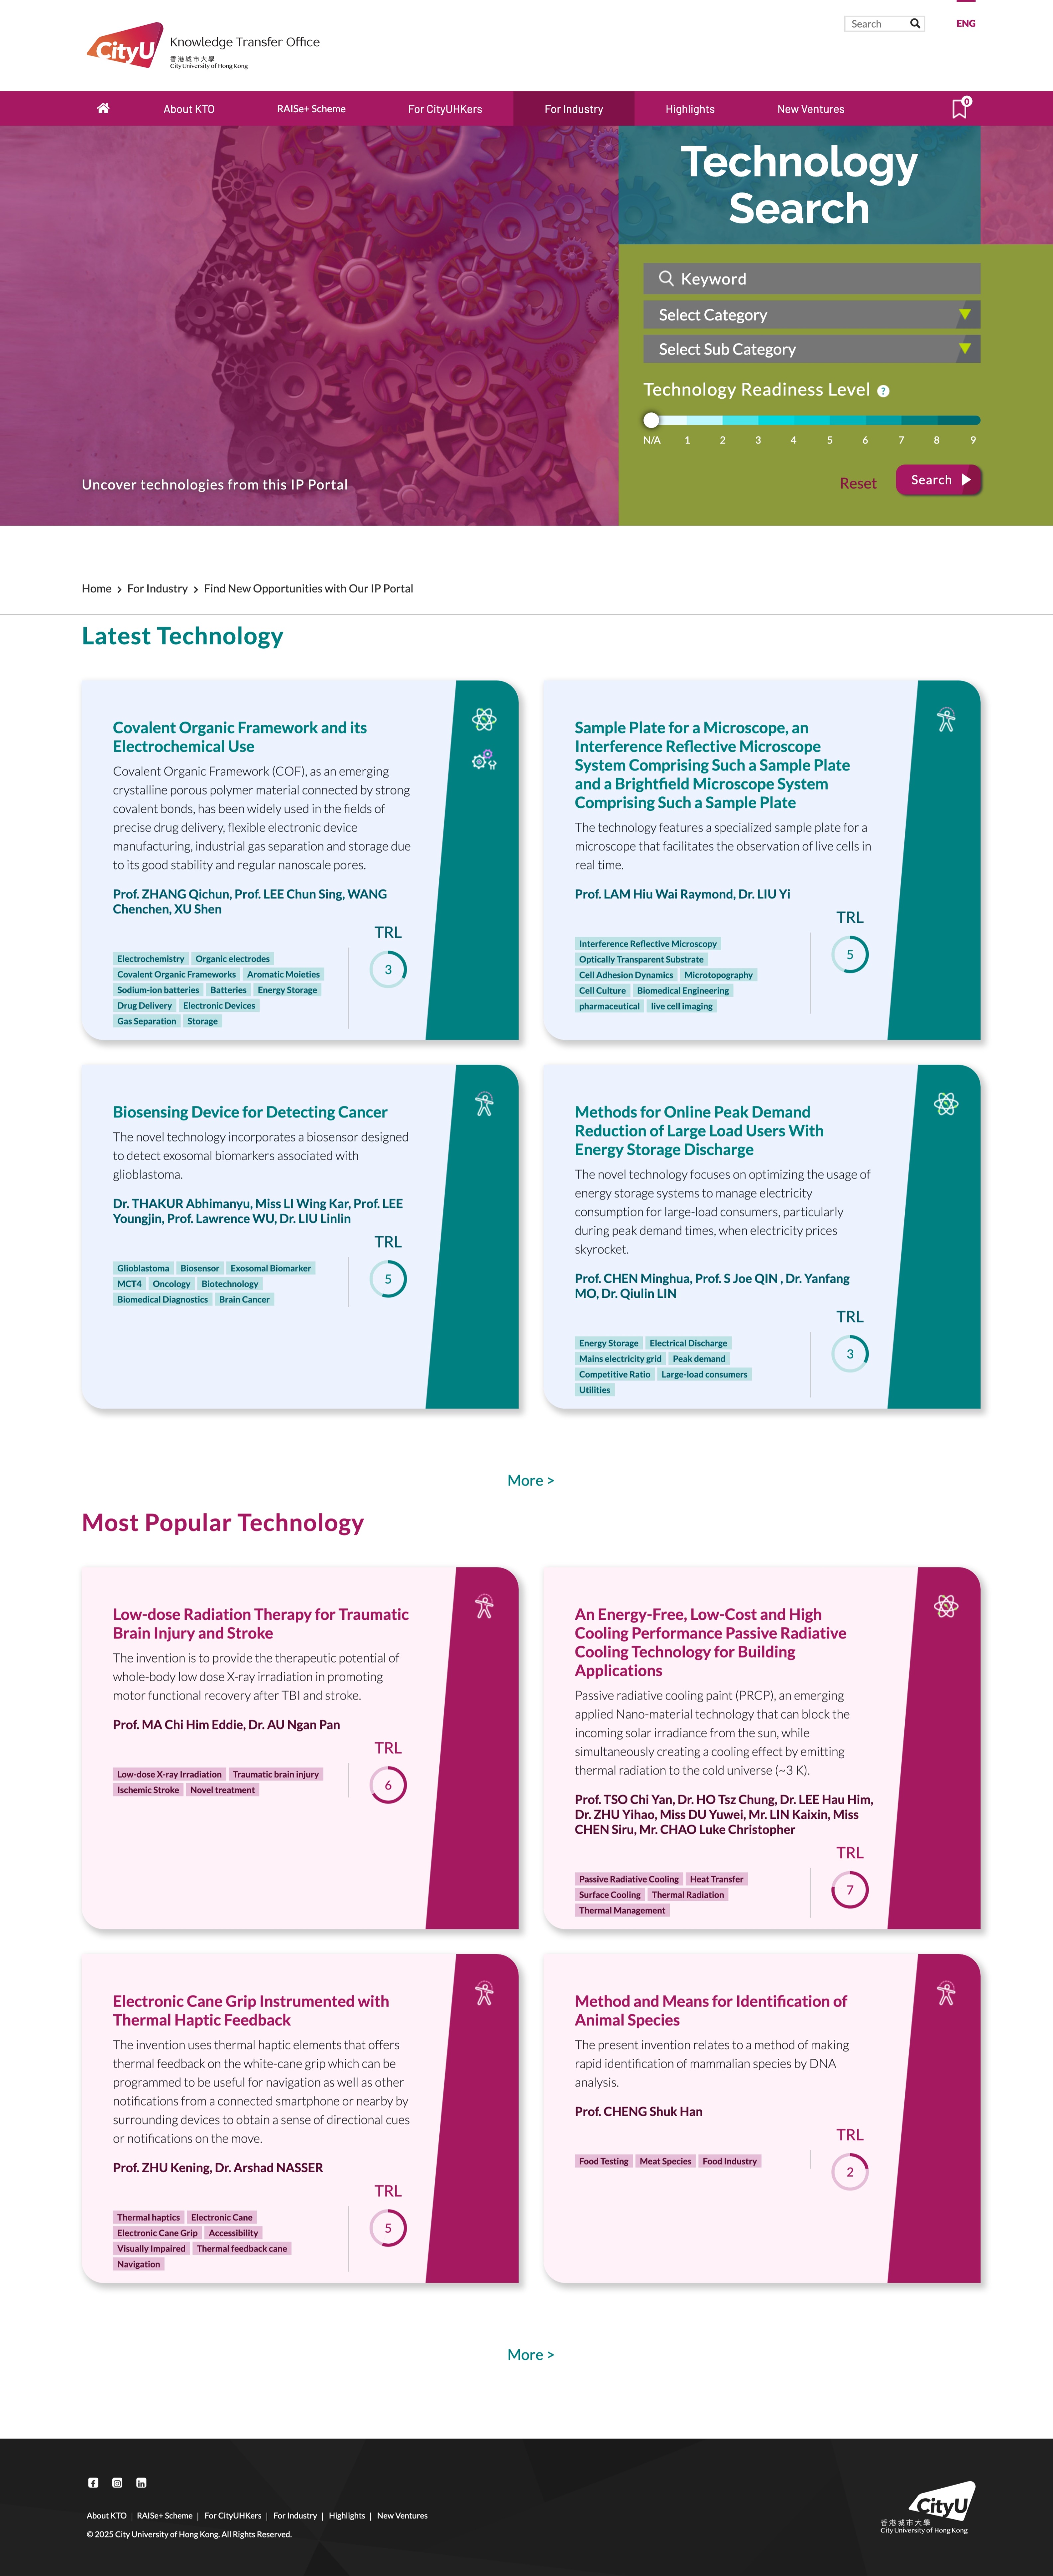 CityU
Knowledge Transfer Office
香港城市大學
City University of Hong Kong
Search
ENG
About KTO
RAISe+ Scheme
For CityUHKers
For Industry
Highlights
New Ventures
0
Technology
Search
Keyword
Select Category
Select Sub Category
Technology Readiness Level ?
N/A 1 2 3 4 5 6 7 8 9
Reset
Search
Uncover technologies from this IP Portal
Home > For Industry > Find New Opportunities with Our IP Portal
Latest Technology
Covalent Organic Framework and its
Electrochemical Use
Covalent Organic Framework (COF), as an emerging
crystalline porous polymer material connected by strong
covalent bonds, has been widely used in the fields of
precise drug delivery, flexible electronic device
manufacturing, industrial gas separation and storage due
to its good stability and regular nanoscale pores.
Prof. ZHANG Qichun, Prof. LEE Chun Sing, WANG
Chenchen, XU Shen
TRL
3
Electrochemistry Organic electrodes
Covalent Organic Frameworks Aromatic Moieties
Sodium-ion batteries Batteries Energy Storage
Drug Delivery Electronic Devices
Gas Separation Storage
Sample Plate for a Microscope, an
Interference Reflective Microscope
System Comprising Such a Sample Plate
and a Brightfield Microscope System
Comprising Such a Sample Plate
The technology features a specialized sample plate for a
microscope that facilitates the observation of live cells in
real time.
Prof. LAM Hiu Wai Raymond, Dr. LIU Yi
TRL
5
Interference Reflective Microscopy
Optically Transparent Substrate
Cell Adhesion Dynamics Microtopography
Cell Culture Biomedical Engineering
pharmaceutical live cell imaging
Biosensing Device for Detecting Cancer
The novel technology incorporates a biosensor designed
to detect exosomal biomarkers associated with
glioblastoma.
Dr. THAKUR Abhimanyu, Miss LI Wing Kar, Prof. LEE
Youngjin, Prof. Lawrence WU, Dr. LIU Linlin
TRL
5
Glioblastoma Biosensor Exosomal Biomarker
MCT4 Oncology Biotechnology
Biomedical Diagnostics Brain Cancer
Methods for Online Peak Demand
Reduction of Large Load Users With
Energy Storage Discharge
The novel technology focuses on optimizing the usage of
energy storage systems to manage electricity
consumption for large-load consumers, particularly
during peak demand times, when electricity prices
skyrocket.
Prof. CHEN Minghua, Prof. S Joe QIN , Dr. Yanfang
MO, Dr. Qiulin LIN
TRL
3
Energy Storage Electrical Discharge
Mains electricity grid Peak demand
Competitive Ratio Large-load consumers
Utilities
More >
Most Popular Technology
Low-dose Radiation Therapy for Traumatic
Brain Injury and Stroke
The invention is to provide the therapeutic potential of
whole-body low dose X-ray irradiation in promoting
motor functional recovery after TBI and stroke.
Prof. MA Chi Him Eddie, Dr. AU Ngan Pan
TRL
6
Low-dose X-ray Irradiation Traumatic brain injury
Ischemic Stroke Novel treatment
An Energy-Free, Low-Cost and High
Cooling Performance Passive Radiative
Cooling Technology for Building
Applications
Passive radiative cooling paint (PRCP), an emerging
applied Nano-material technology that can block the
incoming solar irradiance from the sun, while
simultaneously creating a cooling effect by emitting
thermal radiation to the cold universe (~3 K).
Prof. TSO Chi Yan, Dr. HO Tsz Chung, Dr. LEE Hau Him,
Dr. ZHU Yihao, Miss DU Yuwei, Mr. LIN Kaixin, Miss
CHEN Siru, Mr. CHAO Luke Christopher
TRL
7
Passive Radiative Cooling Heat Transfer
Surface Cooling Thermal Radiation
Thermal Management
Electronic Cane Grip Instrumented with
Thermal Haptic Feedback
The invention uses thermal haptic elements that offers
thermal feedback on the white-cane grip which can be
programmed to be useful for navigation as well as other
notifications from a connected smartphone or nearby by
surrounding devices to obtain a sense of directional cues
or notifications on the move.
Prof. ZHU Kening, Dr. Arshad NASSER
TRL
5
Thermal haptics Electronic Cane
Electronic Cane Grip Accessibility
Visually Impaired Thermal feedback cane
Navigation
Method and Means for Identification of
Animal Species
The present invention relates to a method of making
rapid identification of mammalian species by DNA
analysis.
Prof. CHENG Shuk Han
TRL
2
Food Testing Meat Species Food Industry
More >
About KTO | RAISe+ Scheme | For CityUHKers | For Industry | Highlights | New Ventures
© 2025 City University of Hong Kong. All Rights Reserved.
CityU
香港城市大學
City University of Hong Kong